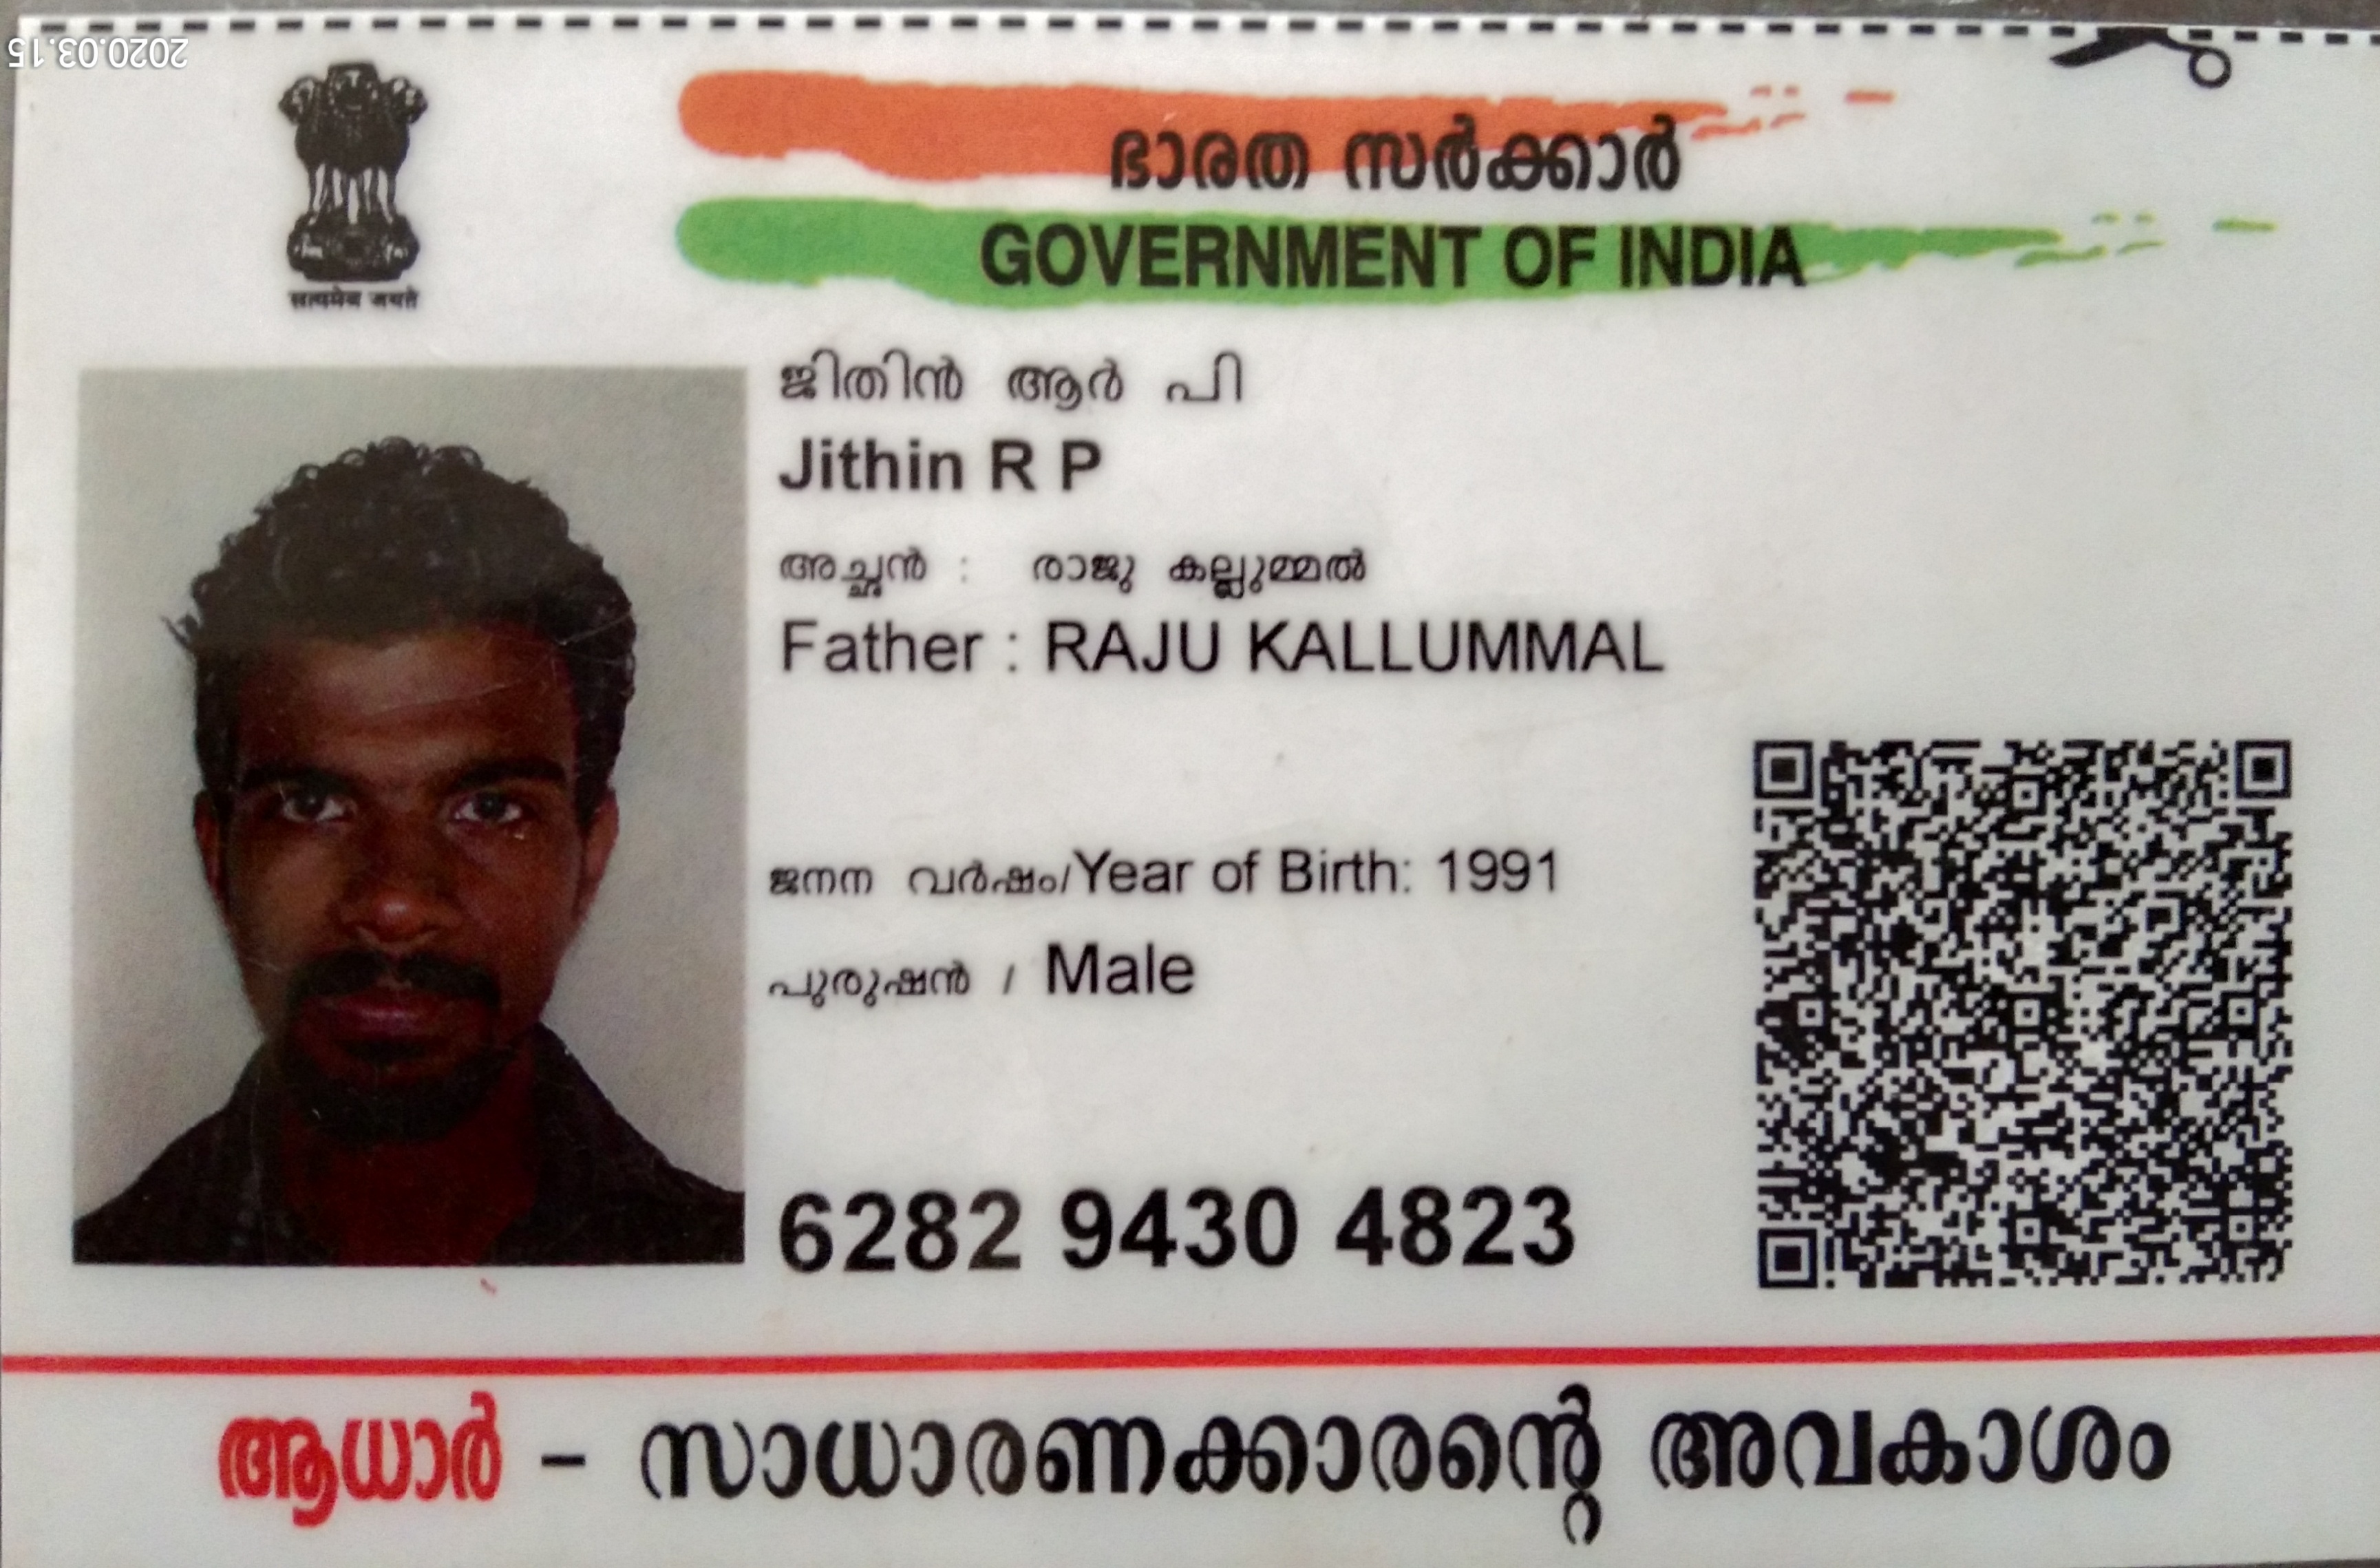 2020.03.15
सत्यमेव जयते
ഭാരത സർക്കാർ
GOVERNMENT OF INDIA
ജിതിൻ ആർ പി
Jithin R P
അച്ഛൻ : രാജു കല്ലുമ്മൽ
Father : RAJU KALLUMMAL
ജനന വർഷം/Year of Birth: 1991
പുരുഷൻ / Male
6282 9430 4823
ആധാർ – സാധാരണക്കാരന്റെ അവകാശം